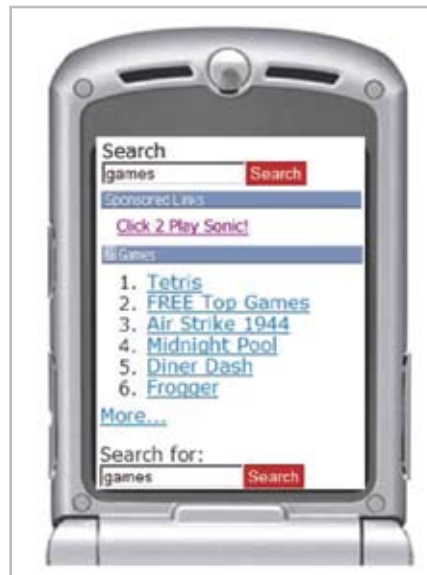 Search
games Search
Sponsored Links
Click 2 Play Sonic!
Games
1. Tetris
2. FREE Top Games
3. Air Strike 1944
4. Midnight Pool
5. Diner Dash
6. Frogger
More...
Search for:
games Search